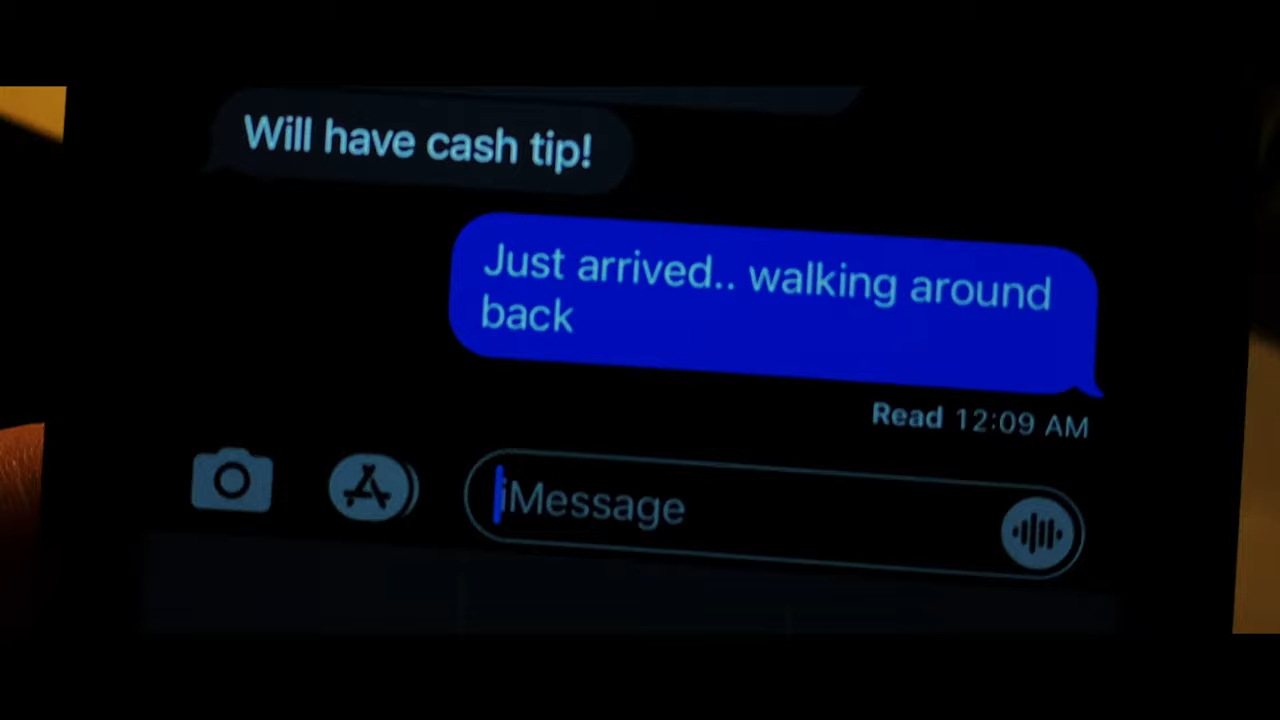 Will have cash tip!
Just arrived.. walking around
back
Read 12:09 AM
iMessage